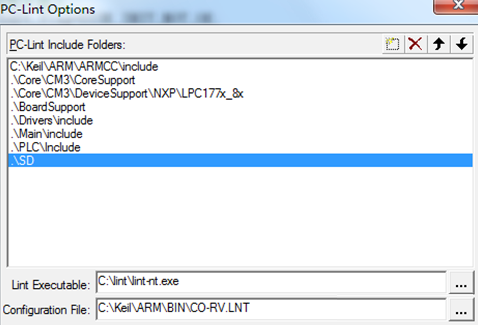 PC-Lint Options
PC-Lint Include Folders:
C:\Keil\ARM\ARMCC\include
.\Core\CM3\CoreSupport
.\Core\CM3\DeviceSupport\NXP\LPC177x_8x
.\BoardSupport
.\Drivers\include
.\Main\include
.\PLC\Include
.\SD
Lint Executable: C:\lint\lint-nt.exe ...
Configuration File: C:\Keil\ARM\BIN\CO-RV.LNT ...